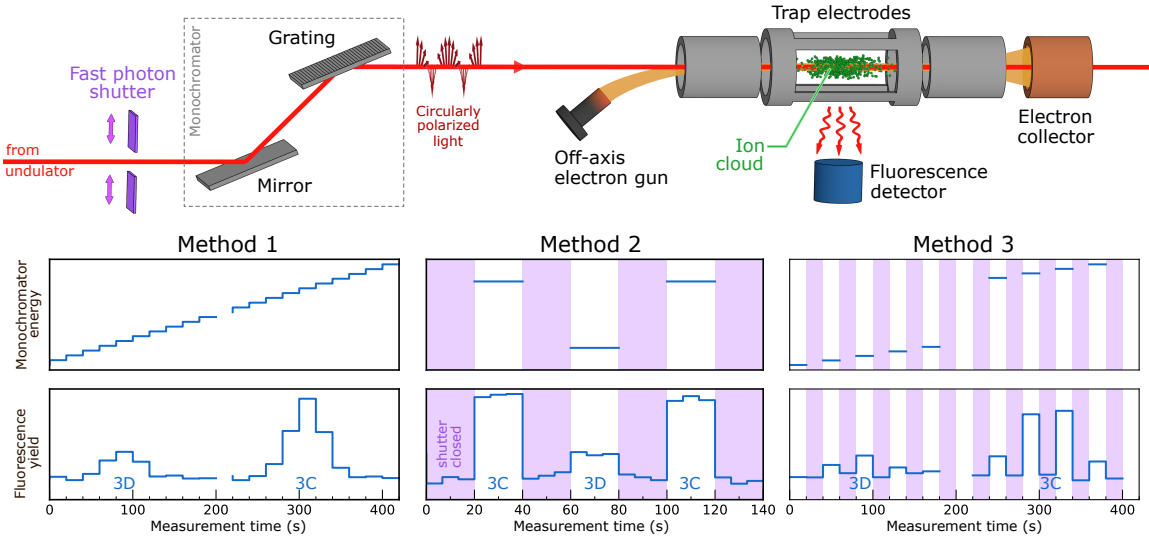 Trap electrodes
Grating
Fast photon
shutter
Monochromator
from
undulator
Mirror
Circularly
polarized
light
Off-axis
electron gun
Ion
cloud
Fluorescence
detector
Electron
collector
Method 1
Method 2
Method 3
Monochromator
energy
Fluorescence
yield
3D
3C
0 100 200 300 400
Measurement time (s)
shutter
closed
3C
3D
3C
0 20 40 60 80 100 120 140
Measurement time (s)
3D
3C
0 100 200 300 400
Measurement time (s)